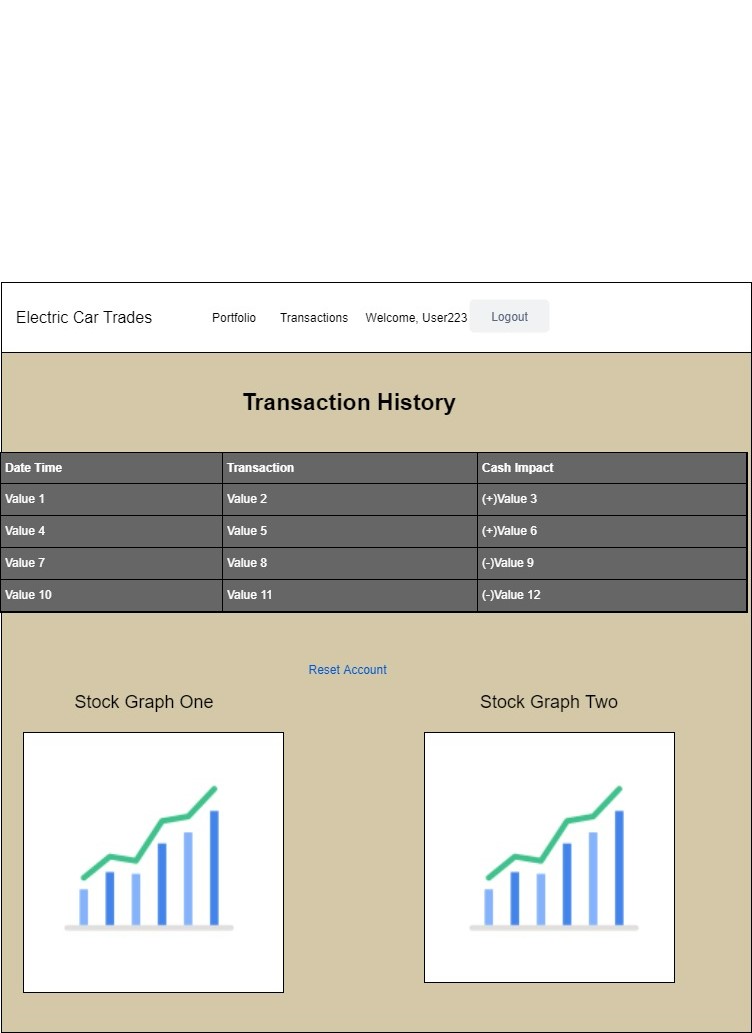 Electric Car Trades Portfolio Transactions Welcome, User223 Logout
Transaction History
Date Time Transaction Cash Impact
Value 1 Value 2 (+)Value 3
Value 4 Value 5 (+)Value 6
Value 7 Value 8 (-)Value 9
Value 10 Value 11 (-)Value 12
Reset Account
Stock Graph One Stock Graph Two